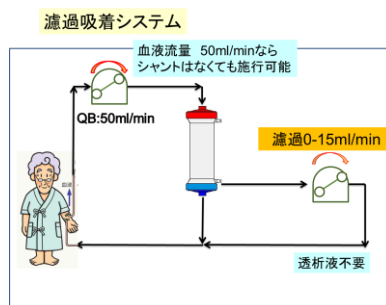 濾過吸着システム
血液流量 50ml/minなら
シャントはなくても施行可能
QB:50ml/min
濾過0-15ml/min
血液
透析液不要